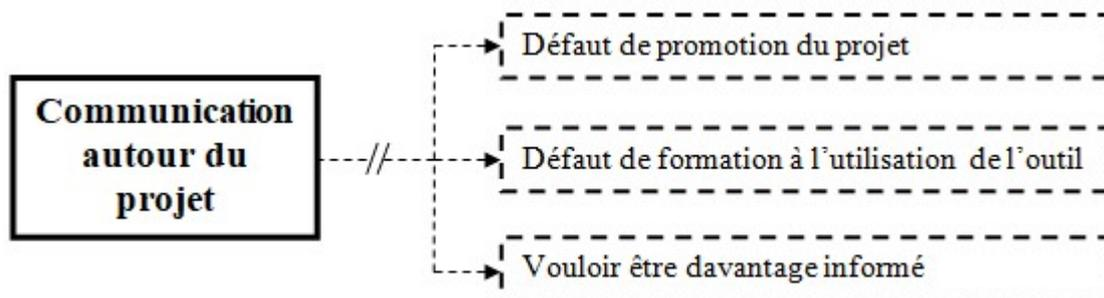 Communication
autour du
projet
//
Défaut de promotion du projet
Défaut de formation à l’utilisation de l’outil
Vouloir être davantage informé